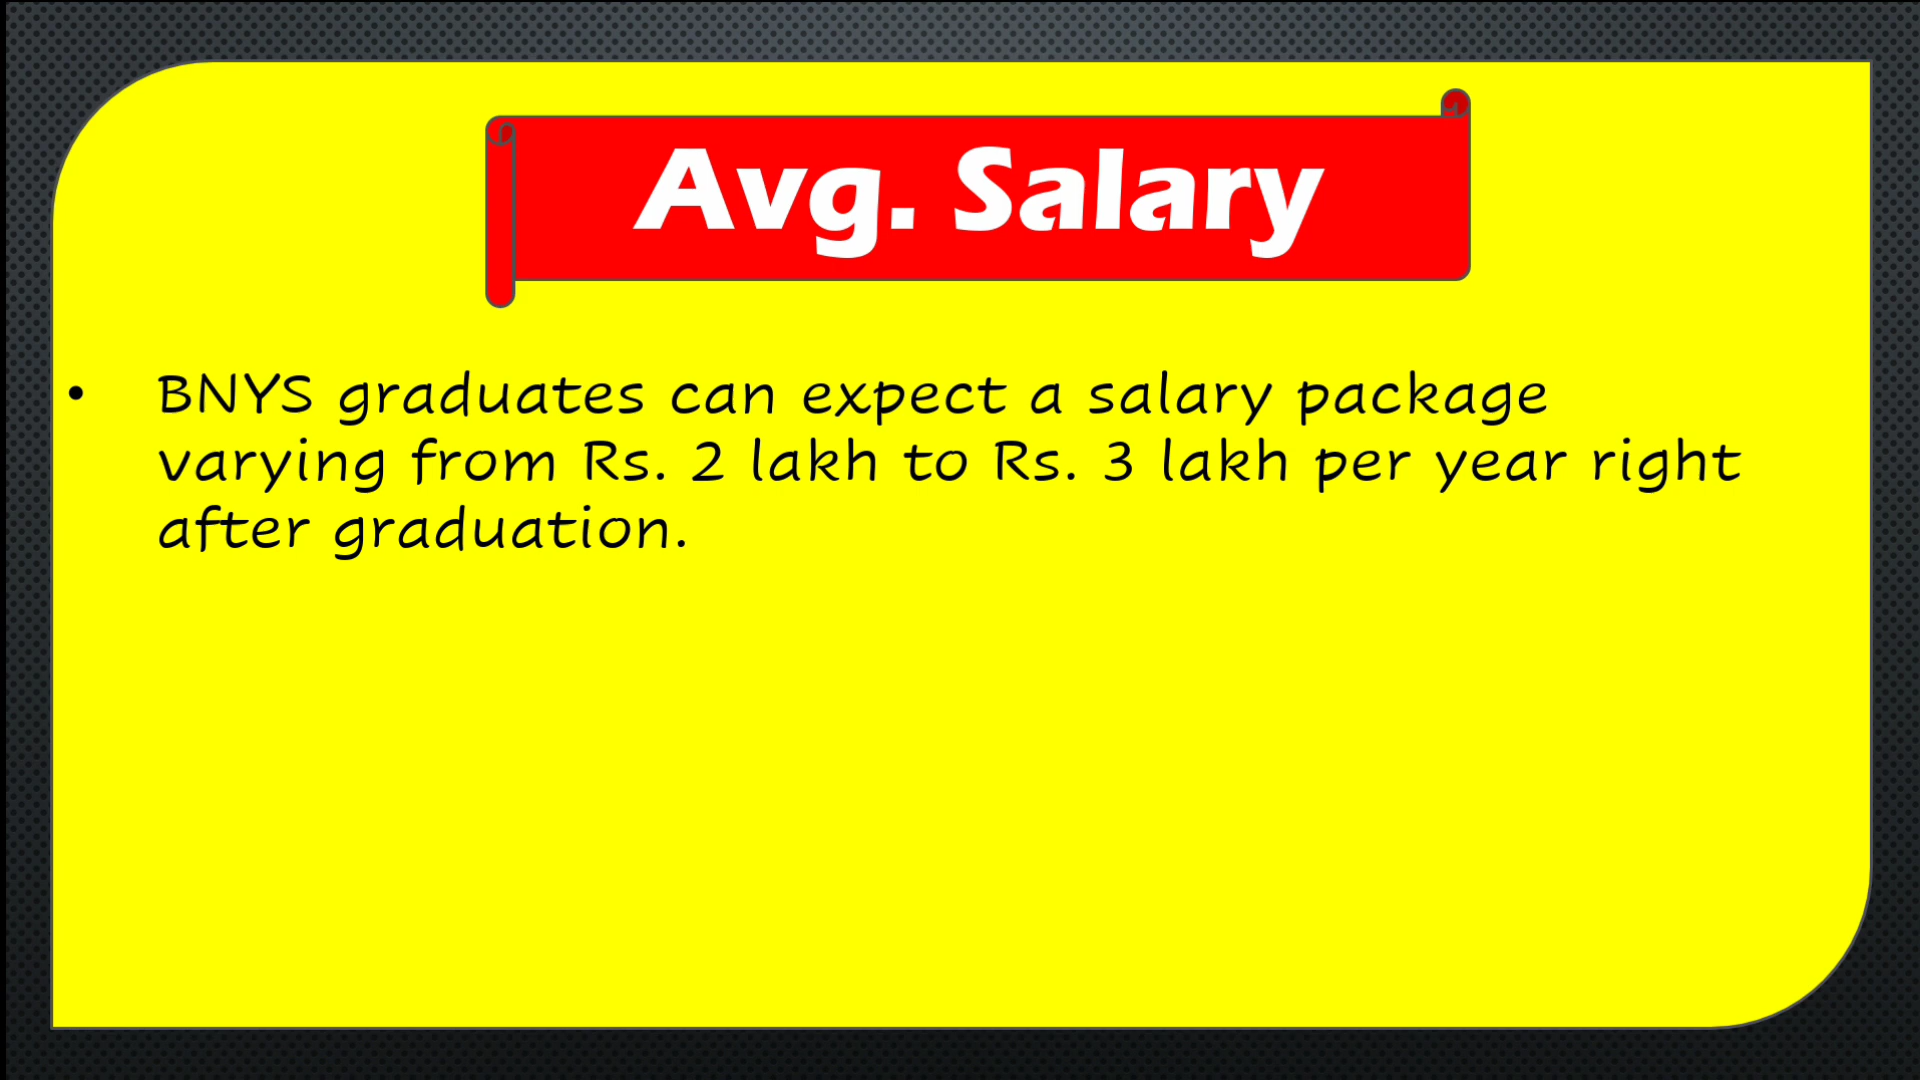 Avg. Salary
• BNYS graduates can expect a salary package
varying from Rs. 2 lakh to Rs. 3 lakh per year right
after graduation.